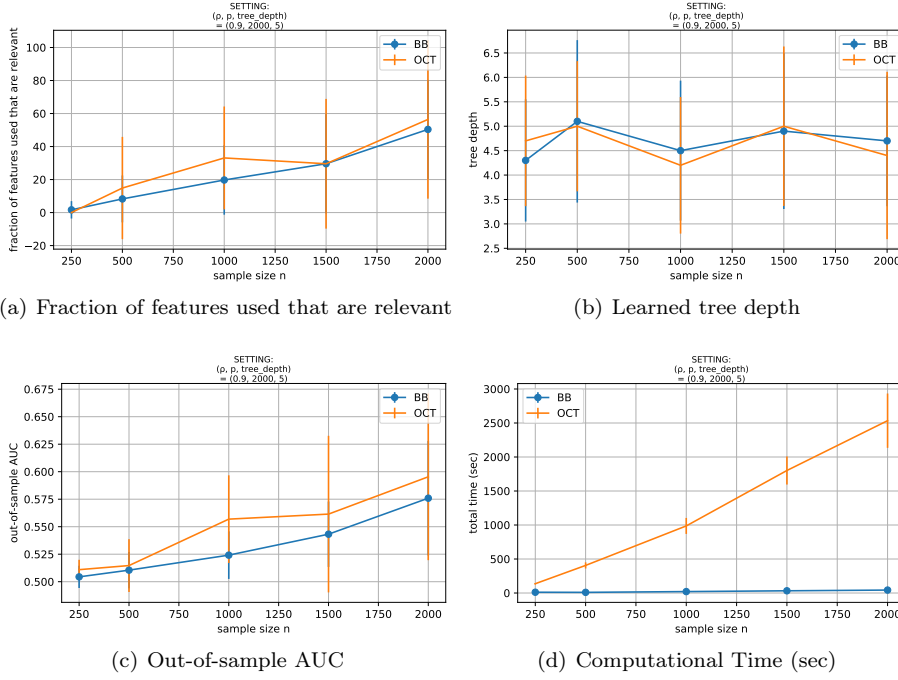 SETTING:
(ρ, p, tree_depth)
= (0.9, 2000, 5)
BB
OCT
100
80
60
40
20
0
−20
fraction of features used that are relevant
250 500 750 1000 1250 1500 1750 2000
sample size n
(a) Fraction of features used that are relevant
SETTING:
(ρ, p, tree_depth)
= (0.9, 2000, 5)
BB
OCT
6.5
6.0
5.5
5.0
4.5
4.0
3.5
3.0
2.5
tree depth
250 500 750 1000 1250 1500 1750 2000
sample size n
(b) Learned tree depth
SETTING:
(ρ, p, tree_depth)
= (0.9, 2000, 5)
BB
OCT
0.675
0.650
0.625
0.600
0.575
0.550
0.525
0.500
out-of-sample AUC
250 500 750 1000 1250 1500 1750 2000
sample size n
(c) Out-of-sample AUC
SETTING:
(ρ, p, tree_depth)
= (0.9, 2000, 5)
BB
OCT
3000
2500
2000
1500
1000
500
0
total time (sec)
250 500 750 1000 1250 1500 1750 2000
sample size n
(d) Computational Time (sec)